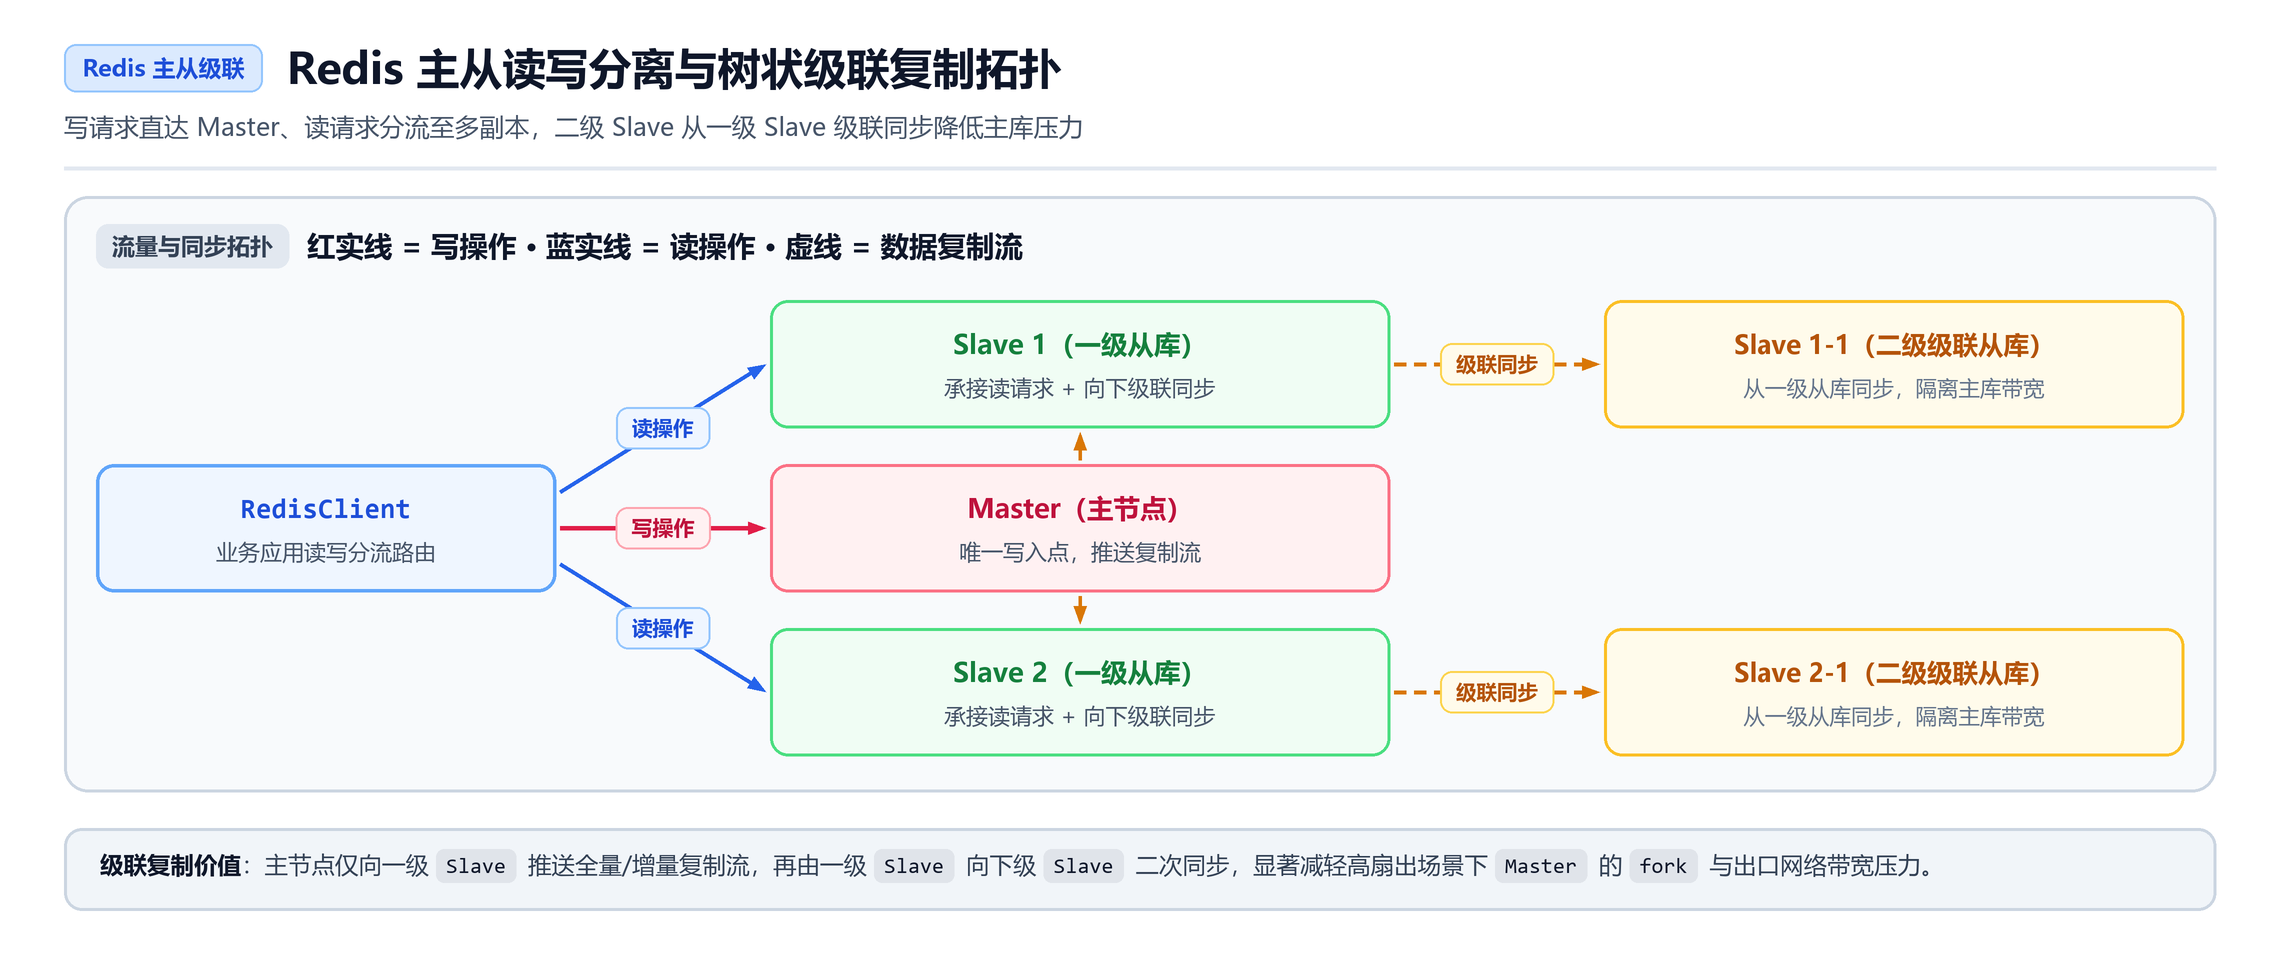 Redis 主从级联
Redis 主从读写分离与树状级联复制拓扑
写请求直达 Master、读请求分流至多副本，二级 Slave 从一级 Slave 级联同步降低主库压力
流量与同步拓扑
红实线 = 写操作 • 蓝实线 = 读操作 • 虚线 = 数据复制流
Slave 1（一级从库）
承接读请求 + 向下级联同步
级联同步
Slave 1-1（二级级联从库）
从一级从库同步，隔离主库带宽
读操作
RedisClient
业务应用读写分流路由
写操作
Master（主节点）
唯一写入点，推送复制流
读操作
Slave 2（一级从库）
承接读请求 + 向下级联同步
级联同步
Slave 2-1（二级级联从库）
从一级从库同步，隔离主库带宽
级联复制价值：主节点仅向一级 Slave 推送全量/增量复制流，再由一级 Slave 向下级 Slave 二次同步，显著减轻高扇出场景下 Master 的 fork 与出口网络带宽压力。